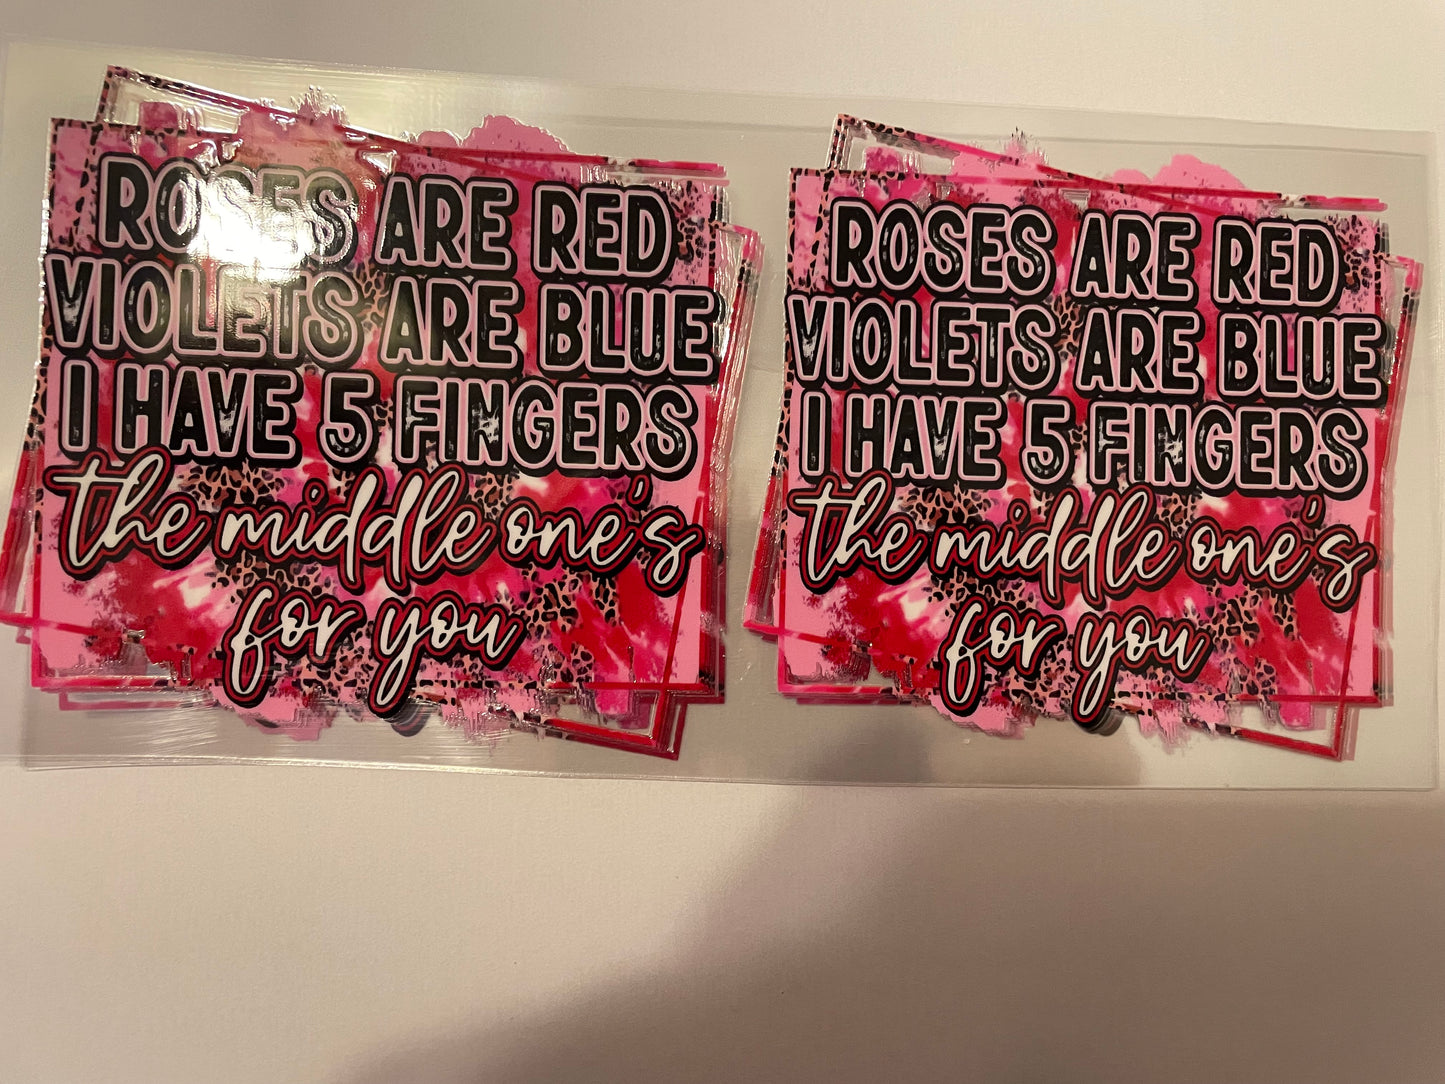 ROSES ARE RED
VIOLETS ARE BLUE
I HAVE 5 FINGERS
the middle one's
for you
ROSES ARE RED
VIOLETS ARE BLUE
I HAVE 5 FINGERS
the middle one's
for you